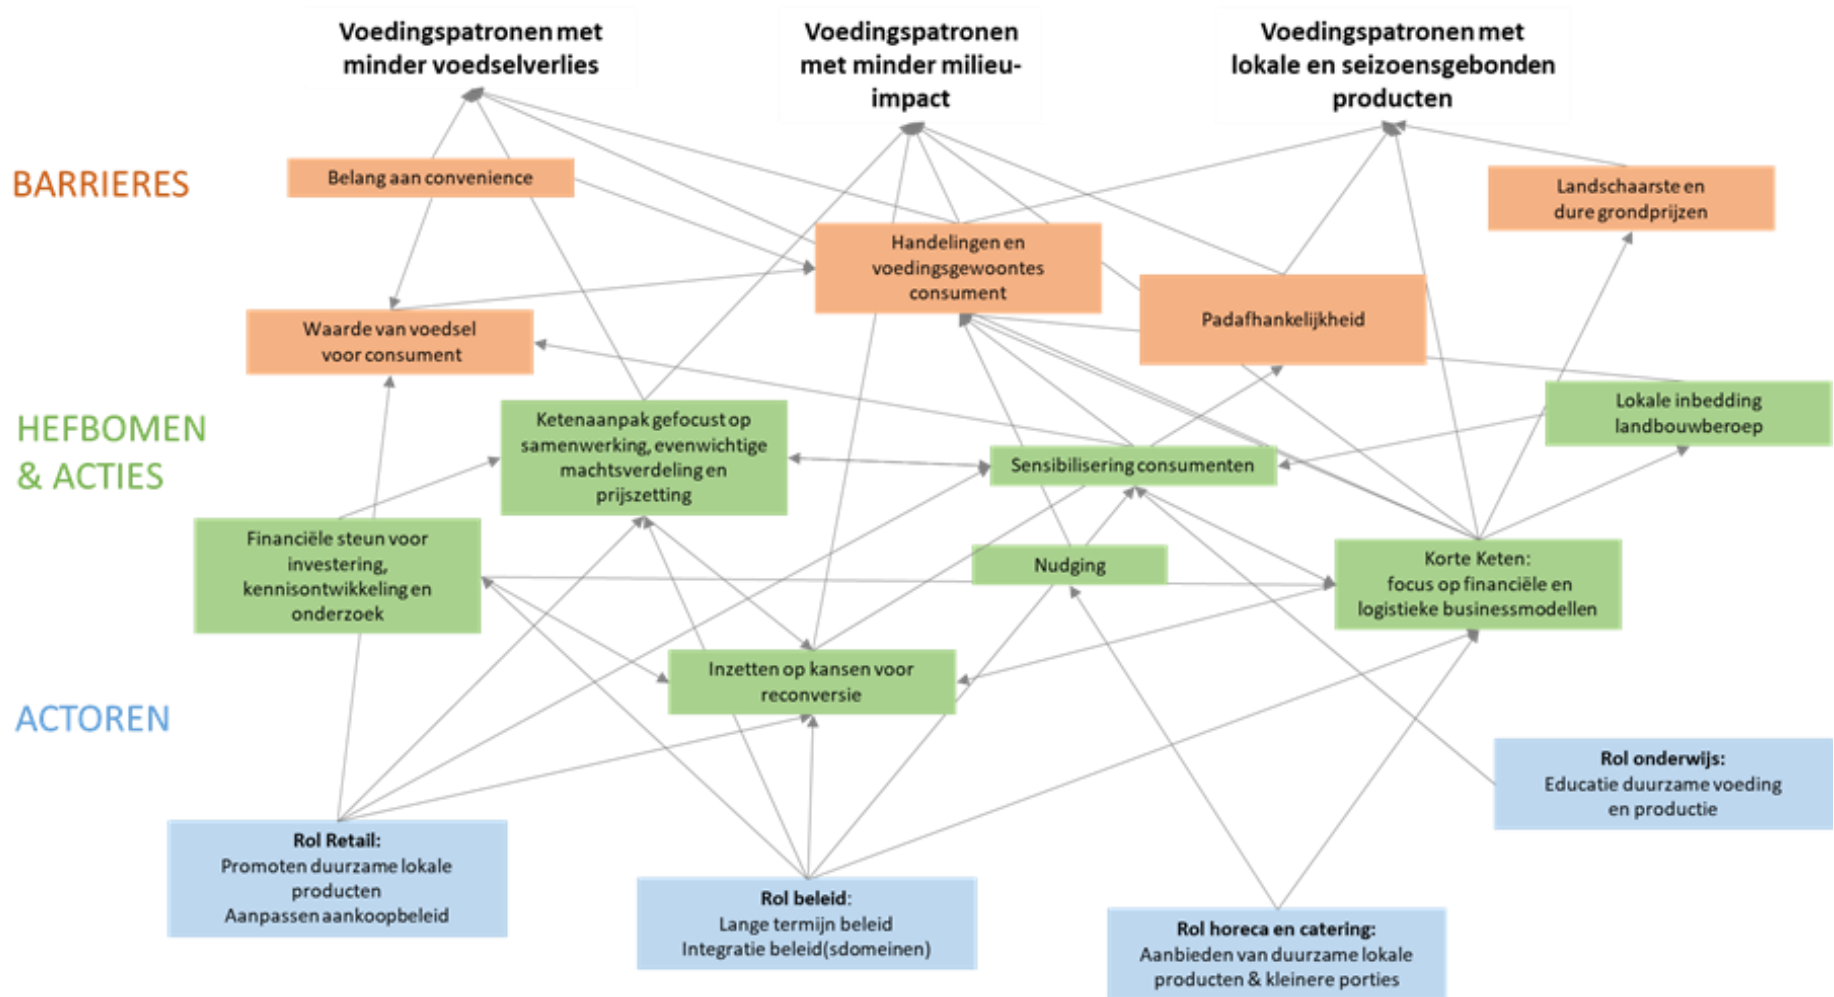 Voedingspatronen met
minder voedselverlies
Voedingspatronen
met minder milieu-
impact
Voedingspatronen met
lokale en seizoensgebonden
producten
BARRIERES
Belang aan convenience
Landschaarste en
dure grondprijzen
Handelingen en
voedingsgewoontes
consument
Padafhankelijkheid
Waarde van voedsel
voor consument
HEFBOMEN
& ACTIES
Ketenaanpak gefocust op
samenwerking, evenwichtige
machtsverdeling en
prijszetting
Lokale inbedding
landbouwberoep
Sensibilisering consumenten
Financiële steun voor
investering,
kennisontwikkeling en
onderzoek
Nudging
Korte Keten:
focus op financiële en
logistieke businessmodellen
Inzetten op kansen voor
reconversie
ACTOREN
Rol onderwijs:
Educatie duurzame voeding
en productie
Rol Retail:
Promoten duurzame lokale
producten
Aanpassen aankoopbeleid
Rol beleid:
Lange termijn beleid
Integratie beleid(sdomeinen)
Rol horeca en catering:
Aanbieden van duurzame lokale
producten & kleinere porties